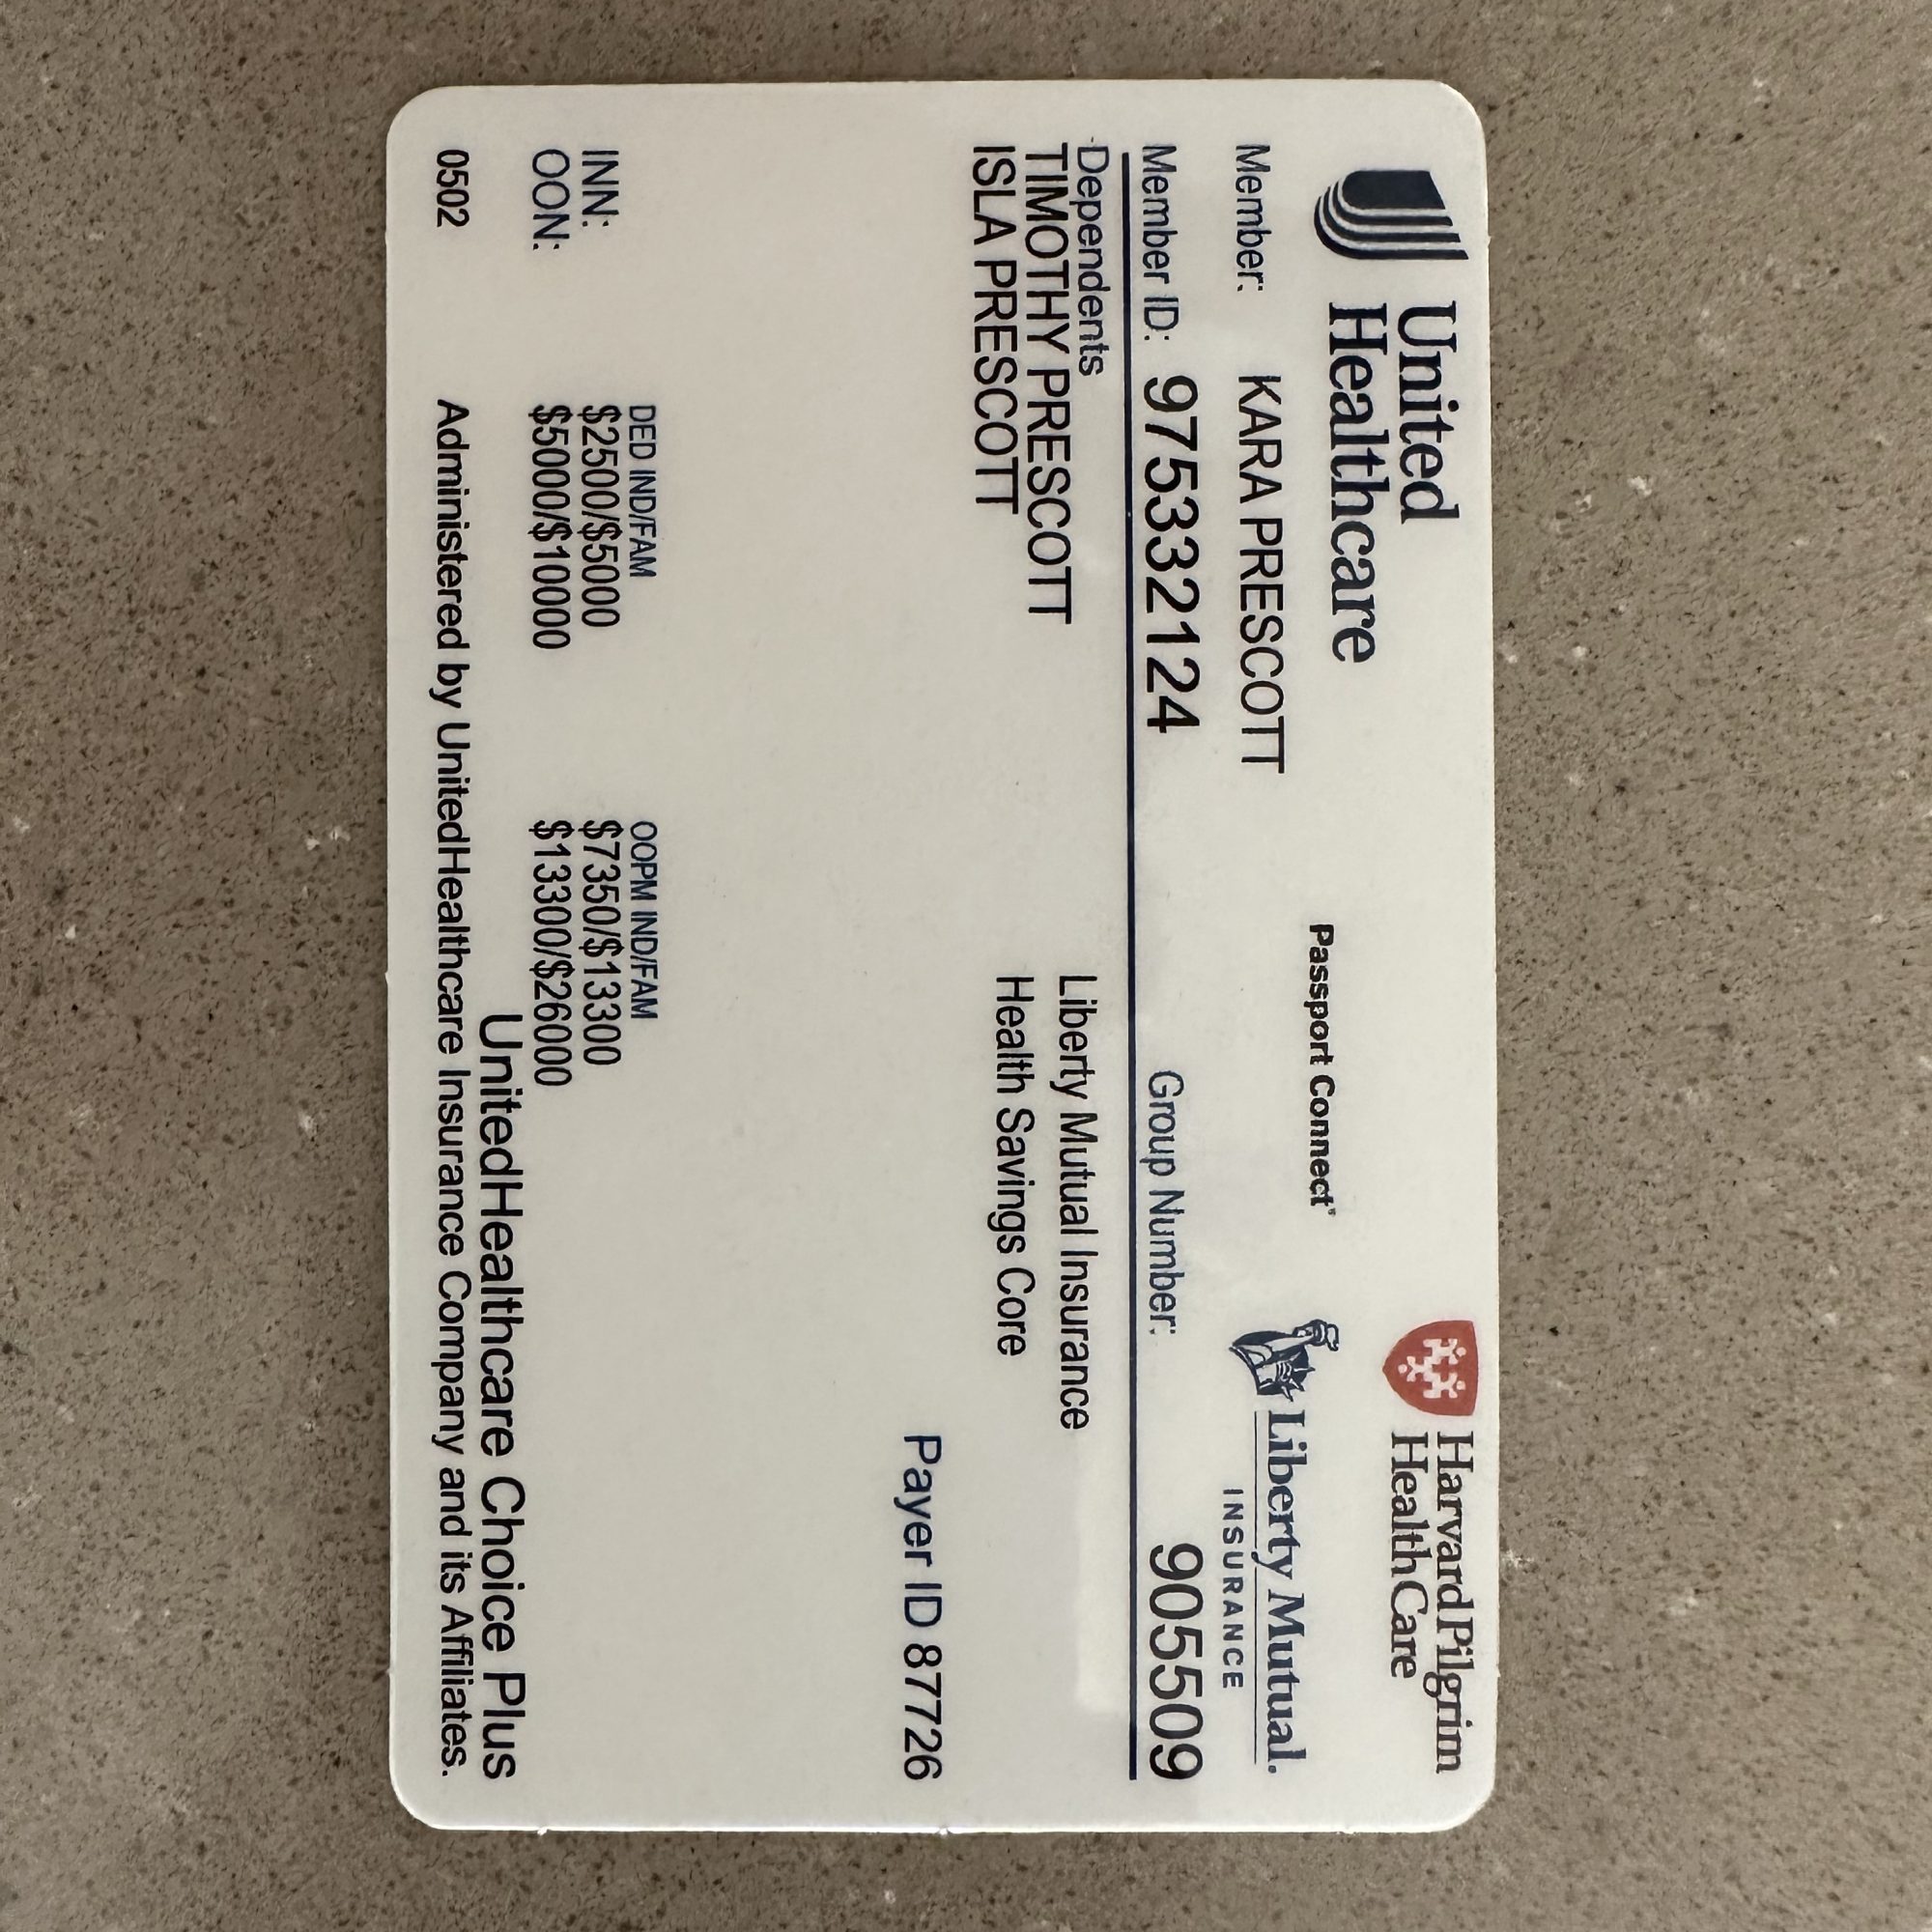 United
Healthcare
HarvardPilgrim
HealthCare
Passport Connect®
Liberty Mutual.
INSURANCE
Member: KARA PRESCOTT
Member ID: 975332124 Group Number: 905509
Dependents
TIMOTHY PRESCOTT
ISLA PRESCOTT
Liberty Mutual Insurance
Health Savings Core
Payer ID 87726
DED IND/FAM OOPM IND/FAM
INN: $2500/$5000 $7350/$13300
OON: $5000/$10000 $13300/$26000
UnitedHealthcare Choice Plus
0502 Administered by UnitedHealthcare Insurance Company and its Affiliates.